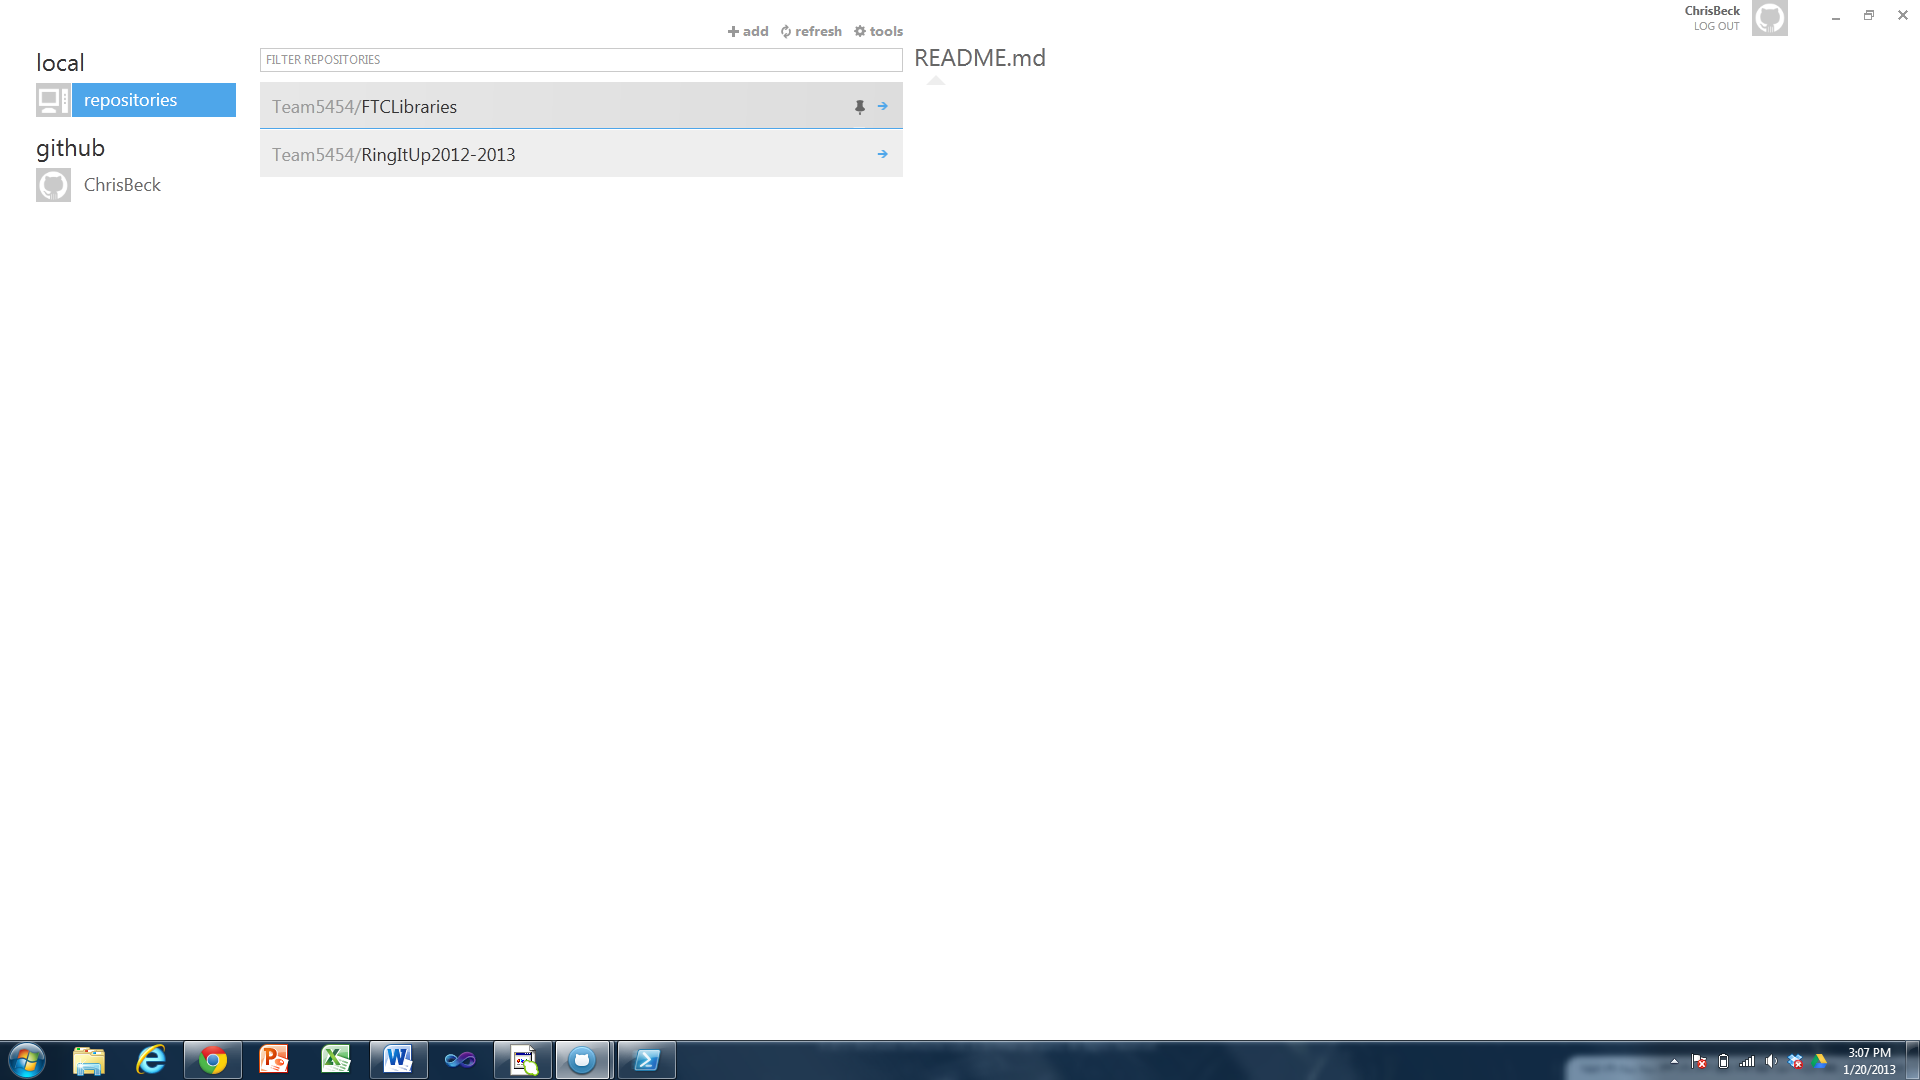 ChrisBeck
LOG OUT
add refresh tools
local
repositories
github
ChrisBeck
FILTER REPOSITORIES
Team5454/FTCLibraries
Team5454/RingItUp2012-2013
README.md
3:07 PM
1/20/2013